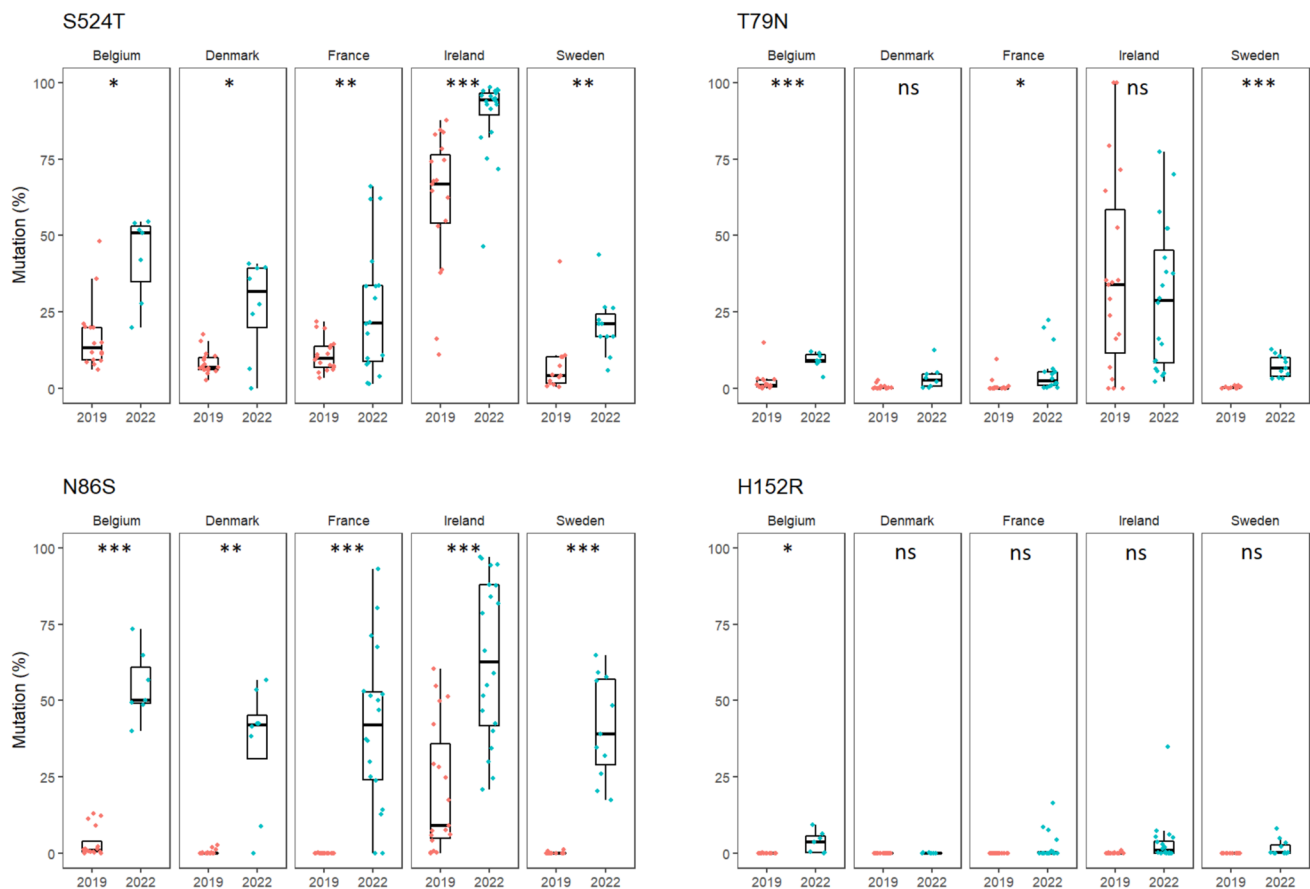 S524T
T79N
Belgium Denmark France Ireland Sweden
Belgium Denmark France Ireland Sweden
* * ** *** **
*** ns * ns ***
100
75
50
25
0
Mutation (%)
100
75
50
25
0
2019 2022 2019 2022 2019 2022 2019 2022 2019 2022
2019 2022 2019 2022 2019 2022 2019 2022 2019 2022
N86S
H152R
Belgium Denmark France Ireland Sweden
Belgium Denmark France Ireland Sweden
*** ** *** *** ***
* ns ns ns ns
100
75
50
25
0
Mutation (%)
100
75
50
25
0
2019 2022 2019 2022 2019 2022 2019 2022 2019 2022
2019 2022 2019 2022 2019 2022 2019 2022 2019 2022